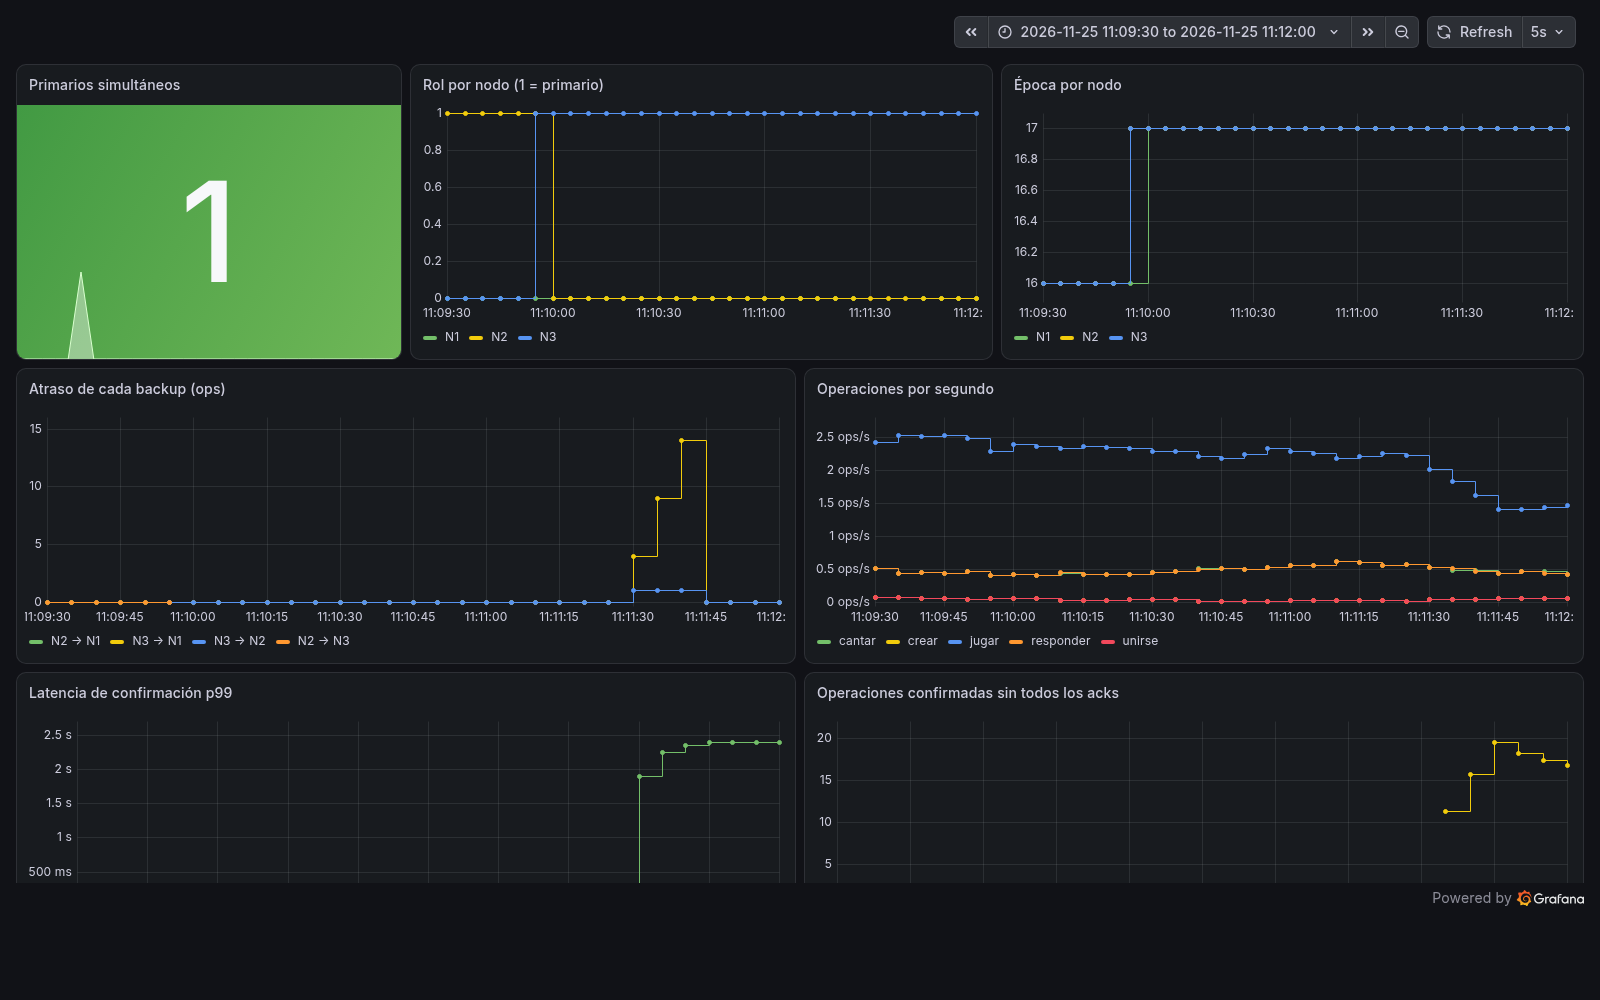 2026-11-25 11:09:30 to 2026-11-25 11:12:00
Refresh
5s
Primarios simultáneos
1
Rol por nodo (1 = primario)
1
0.8
0.6
0.4
0.2
0
11:09:30 11:10:00 11:10:30 11:11:00 11:11:30 11:12:
N1 N2 N3
Época por nodo
17
16.8
16.6
16.4
16.2
16
11:09:30 11:10:00 11:10:30 11:11:00 11:11:30 11:12:
N1 N2 N3
Atraso de cada backup (ops)
15
10
5
0
11:09:30 11:09:45 11:10:00 11:10:15 11:10:30 11:10:45 11:11:00 11:11:15 11:11:30 11:11:45 11:12:
N2 → N1 N3 → N1 N3 → N2 N2 → N3
Operaciones por segundo
2.5 ops/s
2 ops/s
1.5 ops/s
1 ops/s
0.5 ops/s
0 ops/s
11:09:30 11:09:45 11:10:00 11:10:15 11:10:30 11:10:45 11:11:00 11:11:15 11:11:30 11:11:45 11:12:
cantar crear jugar responder unirse
Latencia de confirmación p99
2.5 s
2 s
1.5 s
1 s
500 ms
Operaciones confirmadas sin todos los acks
20
15
10
5
Powered by Grafana